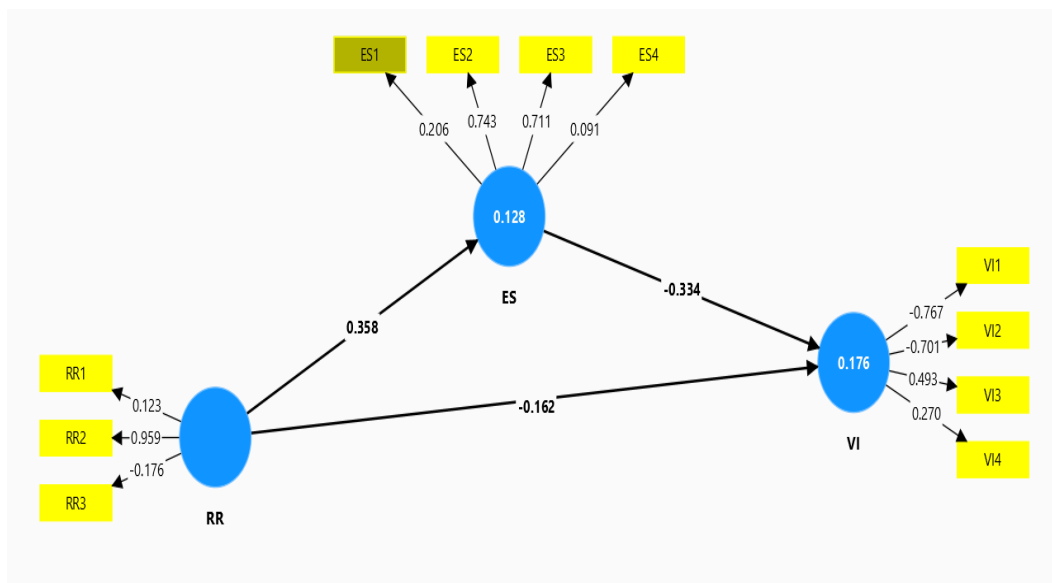 ES1 ES2 ES3 ES4
0.206 0.743 0.711 0.091
0.128
ES
0.358
-0.334
-0.162
RR1
RR2
RR3
0.123
0.959
-0.176
RR
0.176
VI
-0.767
-0.701
0.493
0.270
VI1
VI2
VI3
VI4